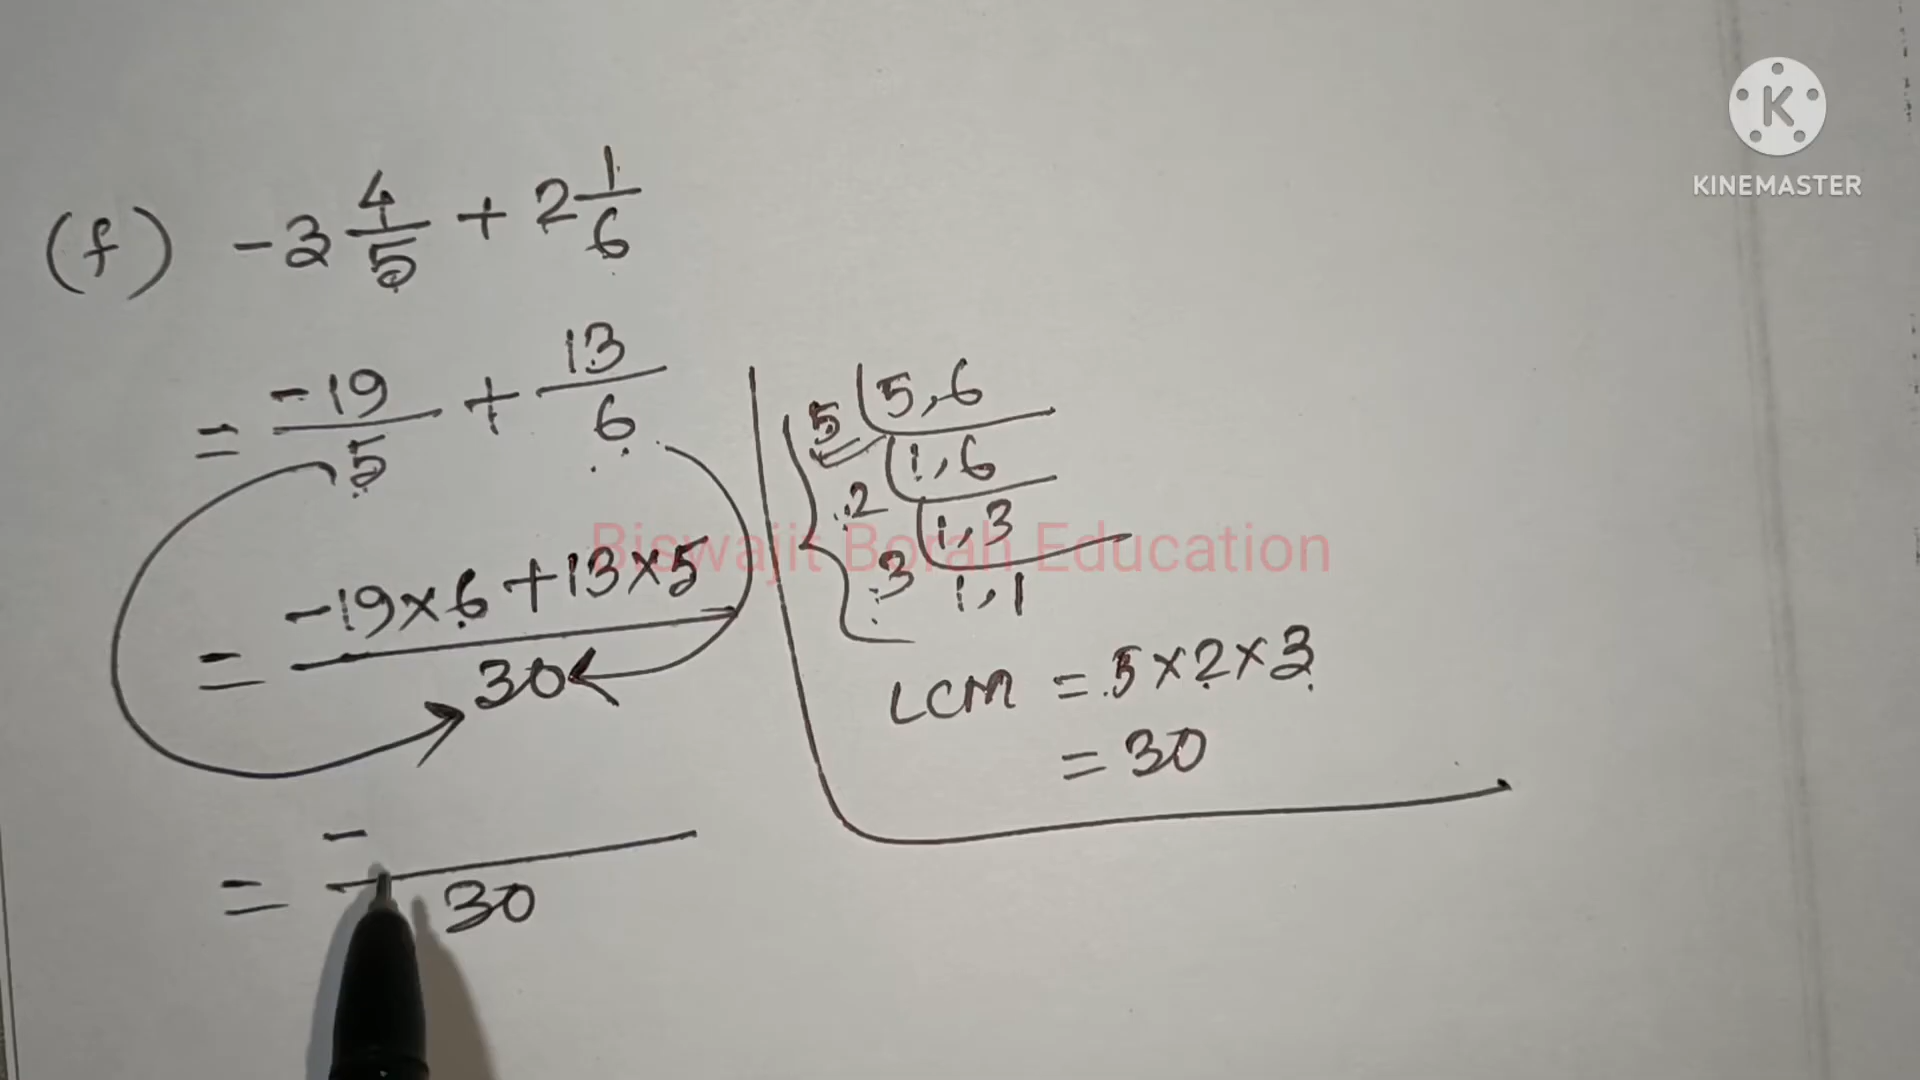 (f) -3 4/5 + 2 1/6
= -19/5 + 13/6
= -19×6+13×5/30
= -/30
5 | 5,6
2 | 1,6
3 | 1,3
1,1
LCM = 5×2×3
= 30
Biswajit Borah Education
K
KINEMASTER